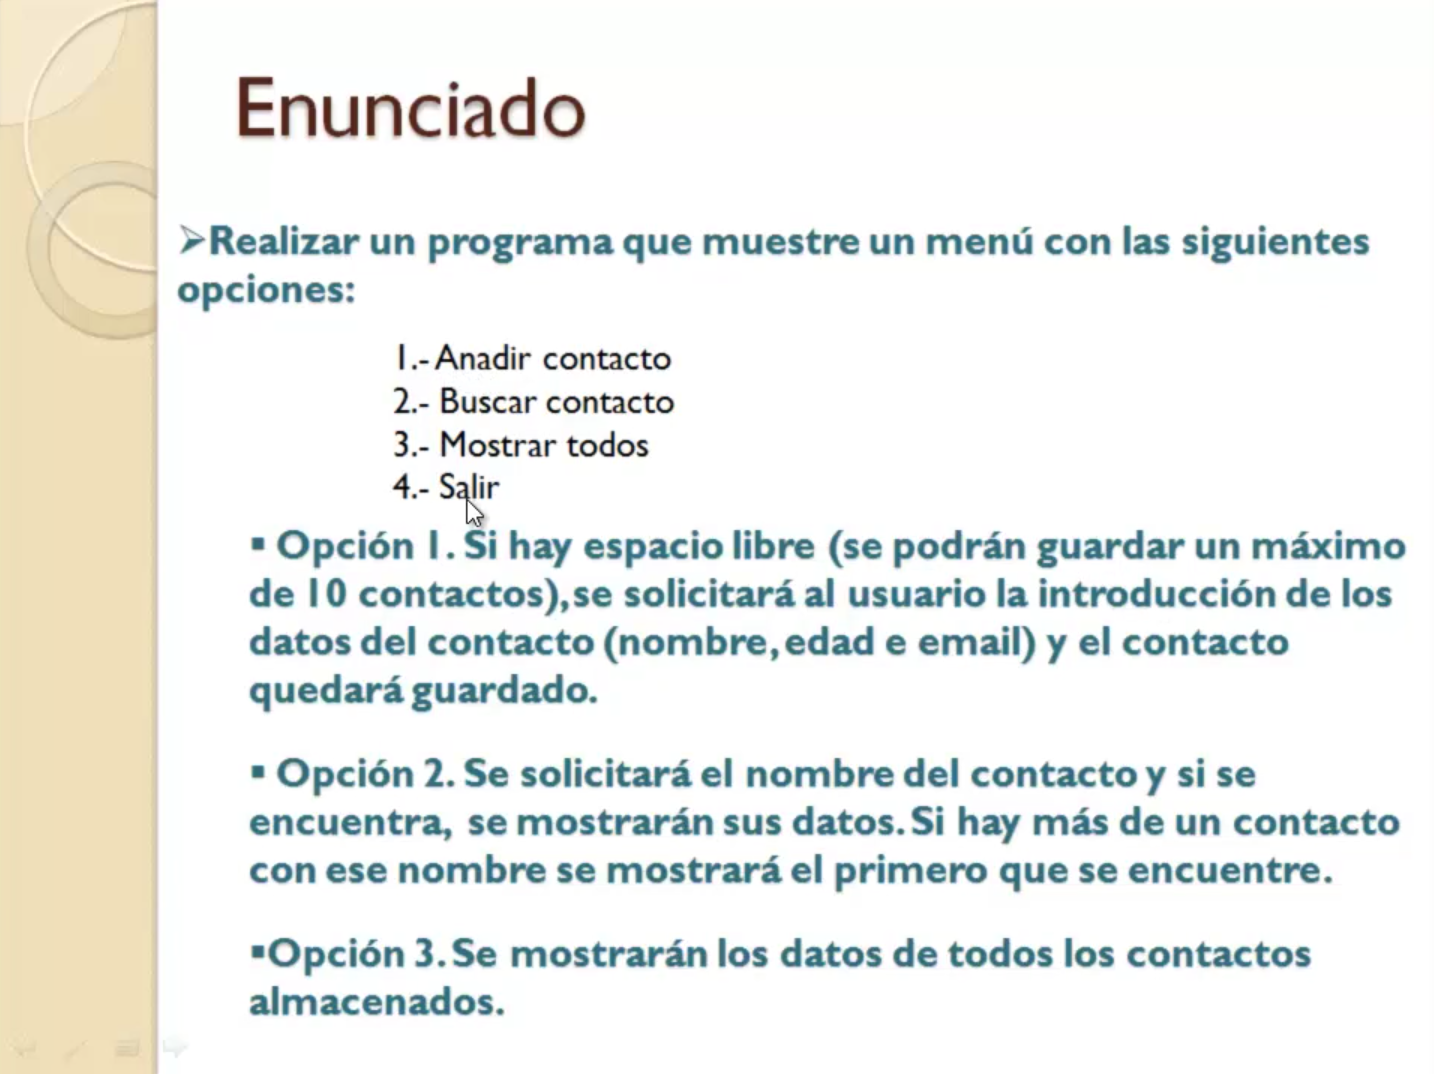 Enunciado
➢Realizar un programa que muestre un menú con las siguientes
opciones:
1.- Anadir contacto
2.- Buscar contacto
3.- Mostrar todos
4.- Salir
▪ Opción 1. Si hay espacio libre (se podrán guardar un máximo
de 10 contactos),se solicitará al usuario la introducción de los
datos del contacto (nombre, edad e email) y el contacto
quedará guardado.
▪ Opción 2. Se solicitará el nombre del contacto y si se
encuentra, se mostrarán sus datos. Si hay más de un contacto
con ese nombre se mostrará el primero que se encuentre.
▪Opción 3. Se mostrarán los datos de todos los contactos
almacenados.